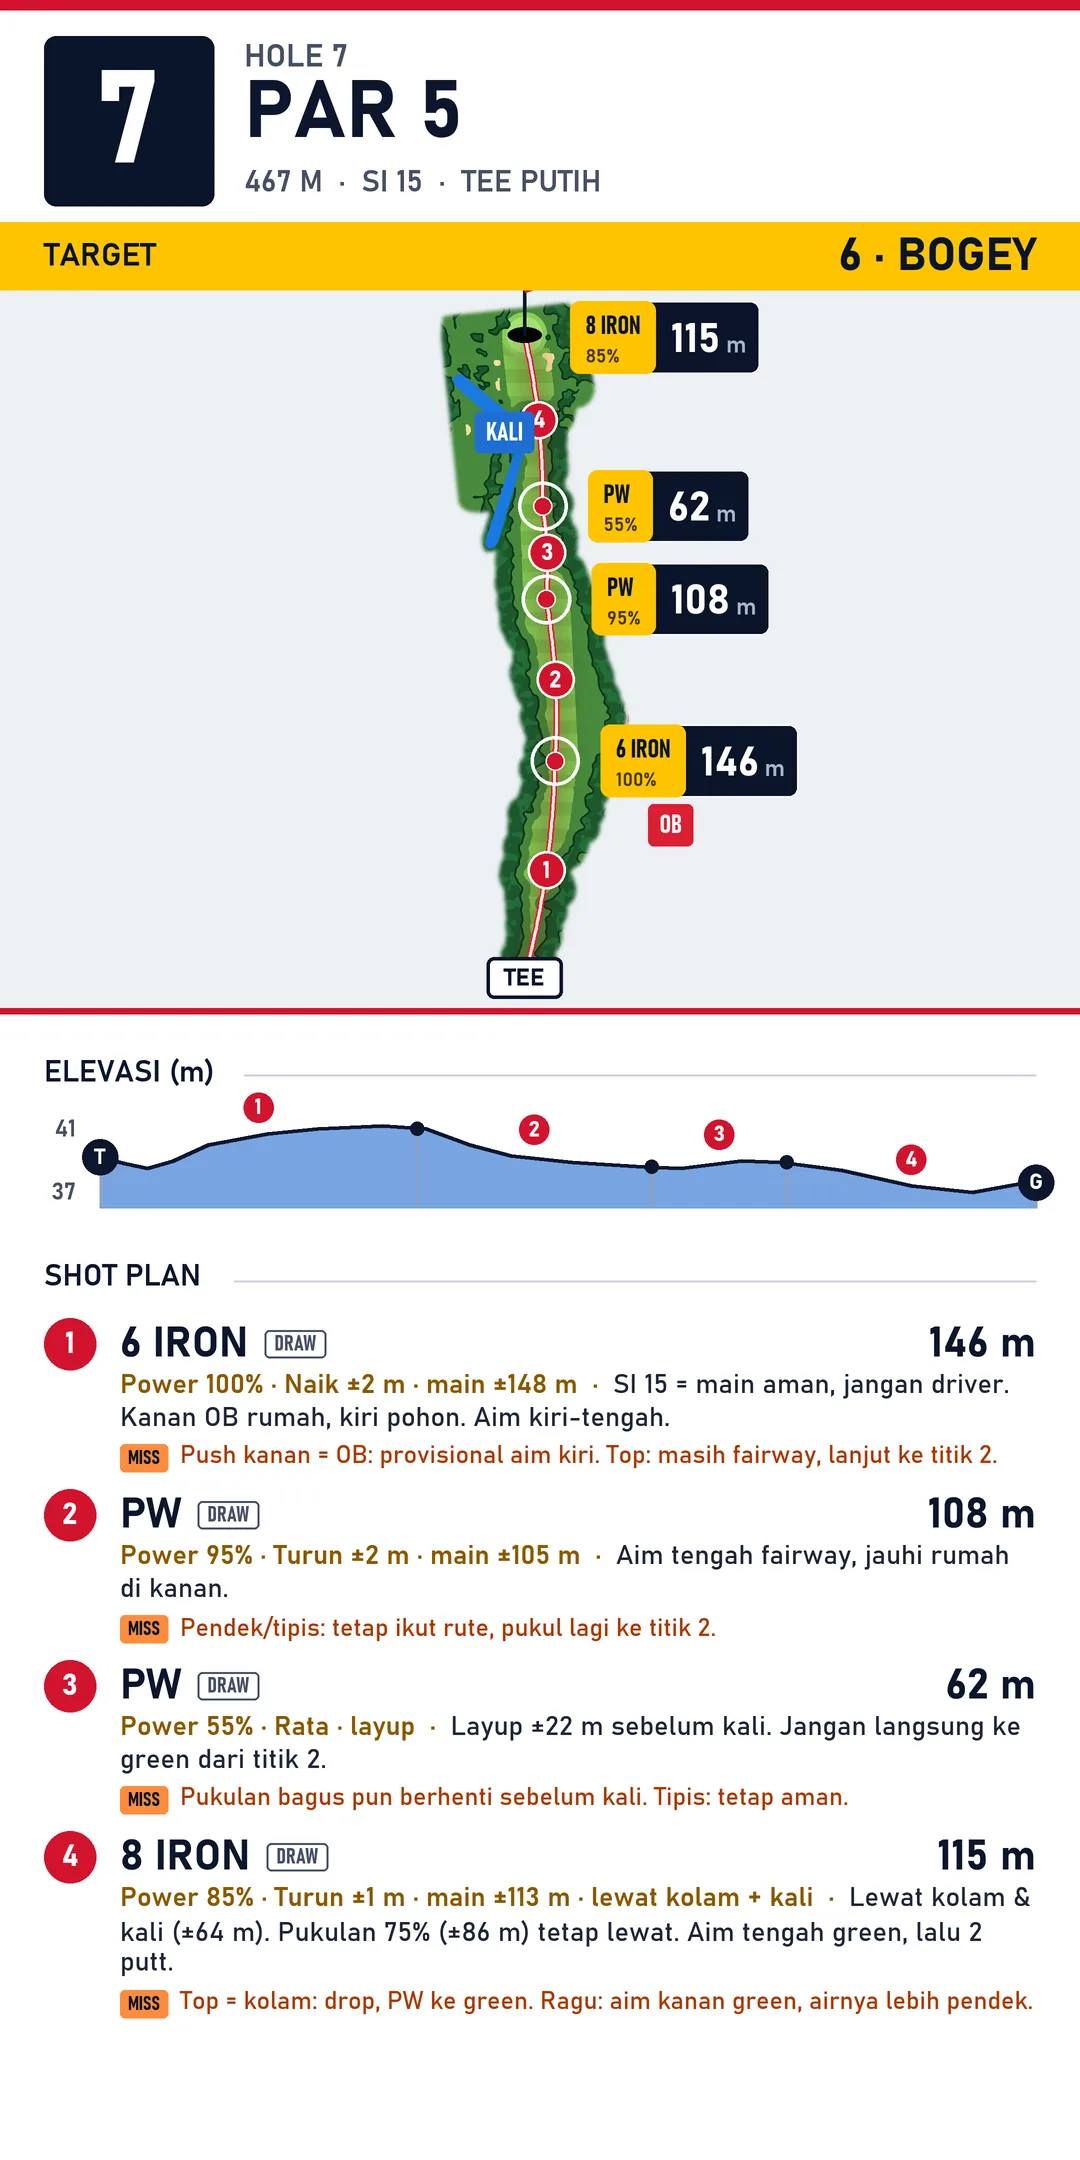 7
HOLE 7
PAR 5
467 M · SI 15 · TEE PUTIH
TARGET
6 · BOGEY
8 IRON
85%
115 m
4
KALI
PW
55%
62 m
3
PW
95%
108 m
2
6 IRON
100%
146 m
OB
1
TEE
ELEVASI (m)
41
37
T
1
2
3
4
G
SHOT PLAN
1
6 IRON DRAW 146 m
Power 100% · Naik ±2 m · main ±148 m · SI 15 = main aman, jangan driver.
Kanan OB rumah, kiri pohon. Aim kiri-tengah.
MISS Push kanan = OB: provisional aim kiri. Top: masih fairway, lanjut ke titik 2.
2
PW DRAW 108 m
Power 95% · Turun ±2 m · main ±105 m · Aim tengah fairway, jauhi rumah
di kanan.
MISS Pendek/tipis: tetap ikut rute, pukul lagi ke titik 2.
3
PW DRAW 62 m
Power 55% · Rata · layup · Layup ±22 m sebelum kali. Jangan langsung ke
green dari titik 2.
MISS Pukulan bagus pun berhenti sebelum kali. Tipis: tetap aman.
4
8 IRON DRAW 115 m
Power 85% · Turun ±1 m · main ±113 m · lewat kolam + kali · Lewat kolam &
kali (±64 m). Pukulan 75% (±86 m) tetap lewat. Aim tengah green, lalu 2
putt.
MISS Top = kolam: drop, PW ke green. Ragu: aim kanan green, airnya lebih pendek.